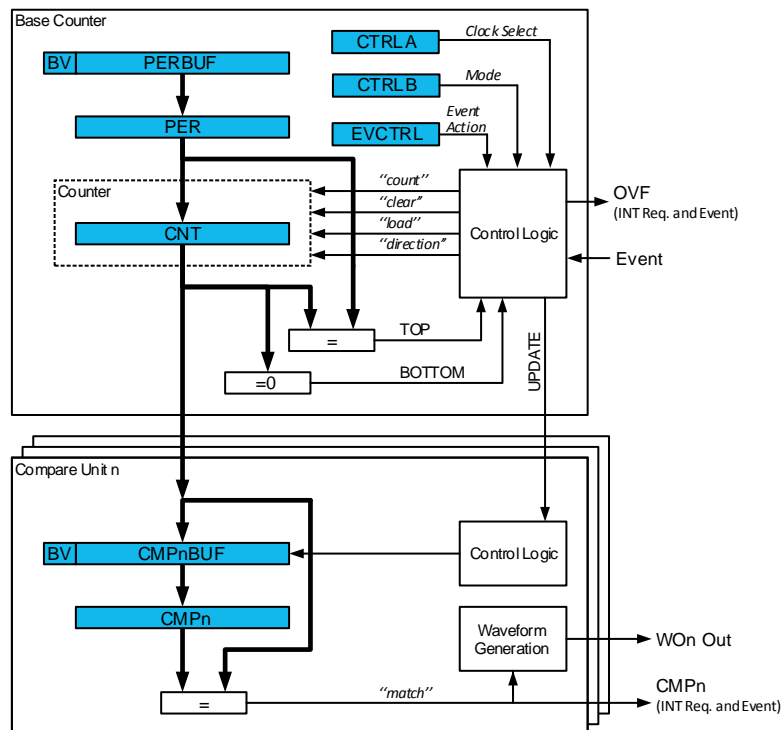 Base Counter
CTRLA
Clock Select
BV
PERBUF
CTRLB
Mode
PER
EVCTRL
Event
Action
Counter
“count”
“clear”
“load”
“direction”
CNT
Control Logic
OVF
(INT Req. and Event)
Event
=
TOP
=0
BOTTOM
UPDATE
Compare Unit n
BV
CMPnBUF
Control Logic
CMPn
Waveform
Generation
WOn Out
=
“match”
CMPn
(INT Req. and Event)